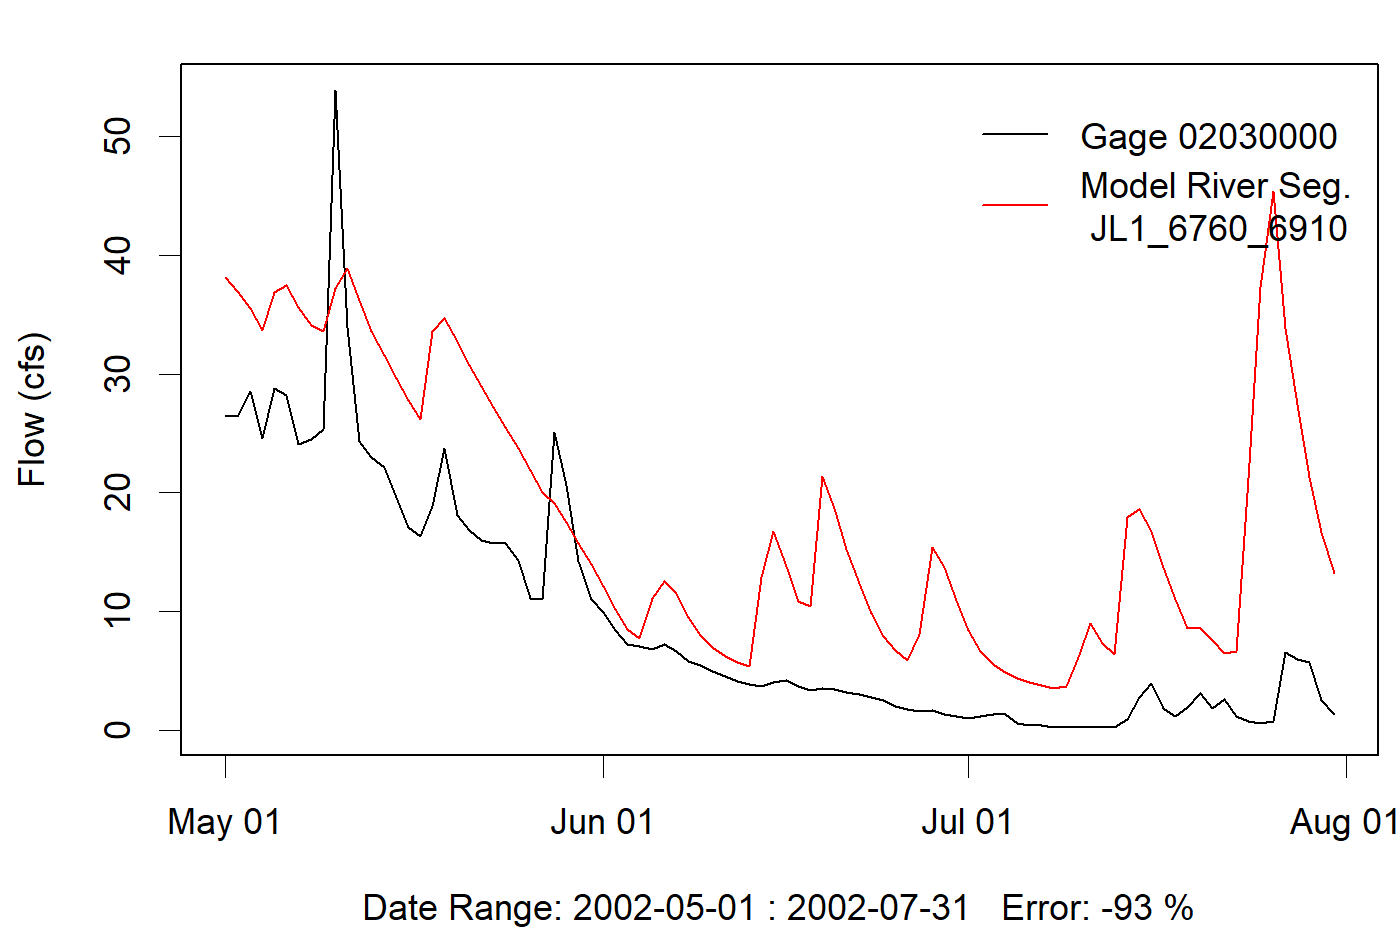 Gage 02030000
Model River Seg.
JL1_6760_6910
Flow (cfs)
50
40
30
20
10
0
May 01
Jun 01
Jul 01
Aug 01
Date Range: 2002-05-01 : 2002-07-31   Error: -93 %